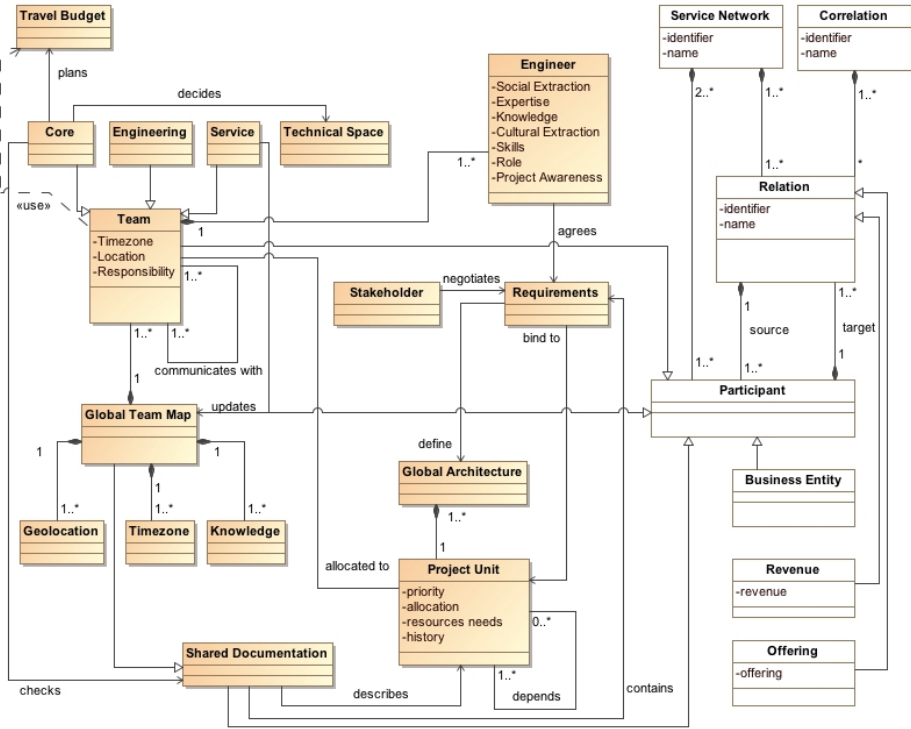 Travel Budget
Service Network
-identifier
-name
Correlation
-identifier
-name
plans
decides
Engineer
-Social Extraction
-Expertise
-Knowledge
-Cultural Extraction
-Skills
-Role
-Project Awareness
2..*
1..*
1..*
Core
Engineering
Service
Technical Space
1..*
1..*
*
Relation
-identifier
-name
«use»
Team
-Timezone
-Location
-Responsibility
1
agrees
1..*
Stakeholder
negotiates
Requirements
1
1..*
1..*
1..*
bind to
source
target
communicates with
1..*
1..*
1
1
Participant
Global Team Map
updates
1
1
define
Global Architecture
Business Entity
1
1..*
1..*
1..*
1..*
Geolocation
Timezone
Knowledge
1
allocated to
Project Unit
-priority
-allocation
-resources needs
-history
Revenue
-revenue
0..*
Shared Documentation
Offering
-offering
1..*
checks
describes
depends
contains